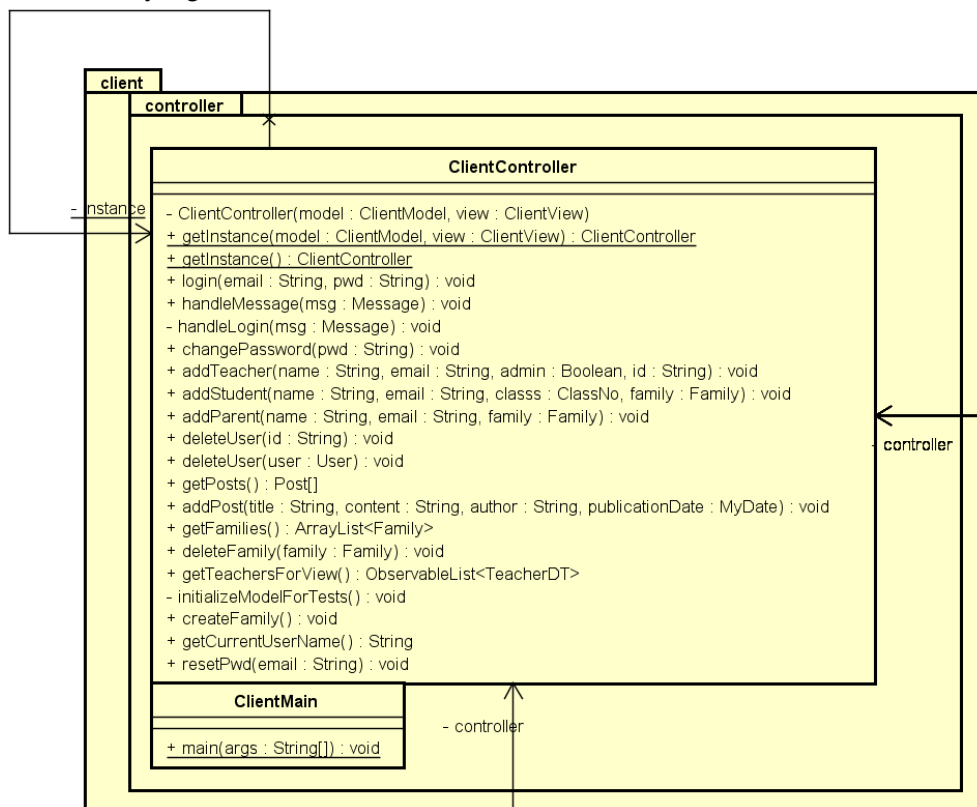 client
controller
ClientController
- instance
- ClientController(model : ClientModel, view : ClientView)
+ getInstance(model : ClientModel, view : ClientView) : ClientController
+ getInstance() : ClientController
+ login(email : String, pwd : String) : void
+ handleMessage(msg : Message) : void
- handleLogin(msg : Message) : void
+ changePassword(pwd : String) : void
+ addTeacher(name : String, email : String, admin : Boolean, id : String) : void
+ addStudent(name : String, email : String, classs : ClassNo, family : Family) : void
+ addParent(name : String, email : String, family : Family) : void
+ deleteUser(id : String) : void
+ deleteUser(user : User) : void
- controller
+ getPosts() : Post[]
+ addPost(title : String, content : String, author : String, publicationDate : MyDate) : void
+ getFamilies() : ArrayList<Family>
+ deleteFamily(family : Family) : void
+ getTeachersForView() : ObservableList<TeacherDT>
- initializeModelForTests() : void
+ createFamily() : void
+ getCurrentUserName() : String
+ resetPwd(email : String) : void
ClientMain
- controller
+ main(args : String[]) : void